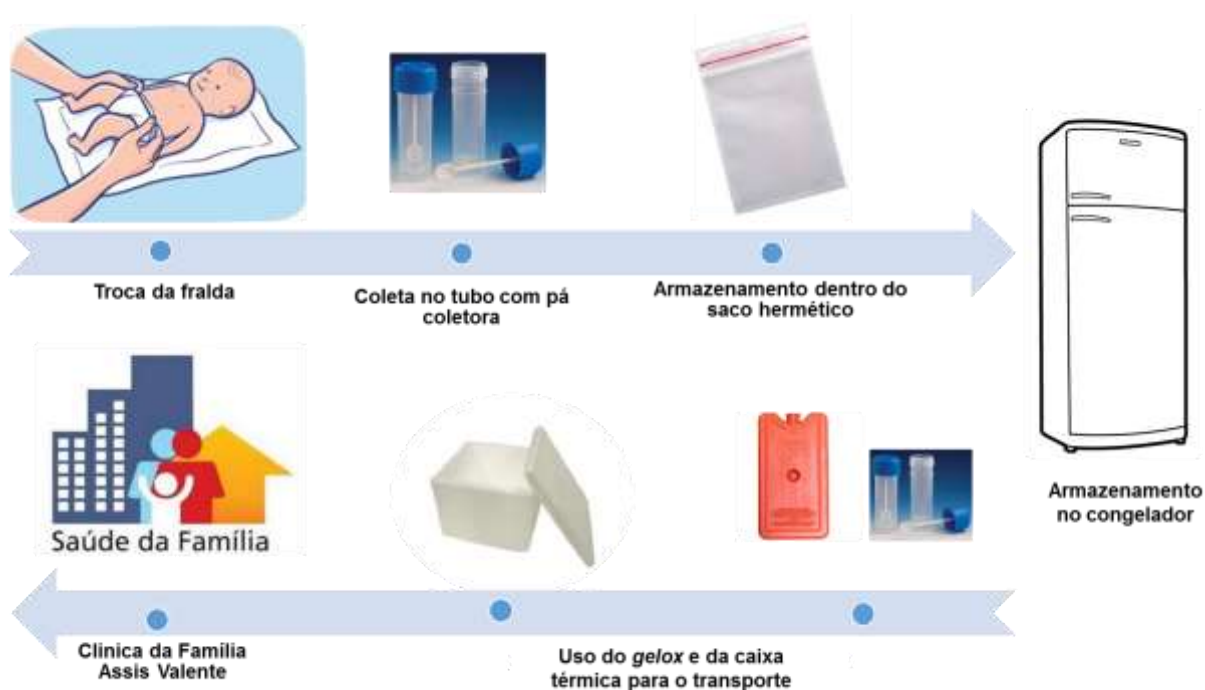 Troca da fralda
Coleta no tubo com pá
coletora
Armazenamento dentro do
saco hermético
Armazenamento
no congelador
Saúde da Família
Clinica da Família
Assis Valente
Uso do gelox e da caixa
térmica para o transporte